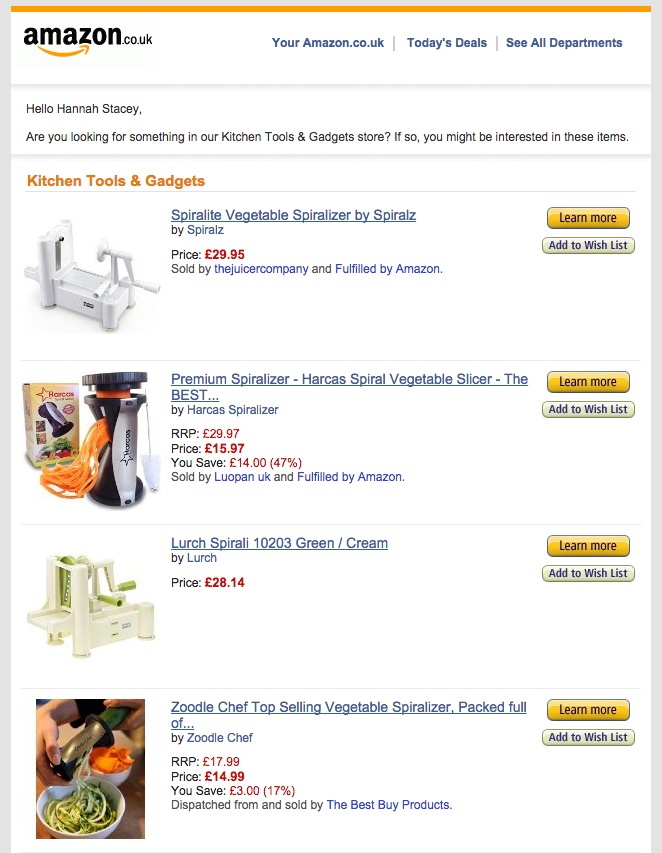 amazon.co.uk
Your Amazon.co.uk | Today's Deals | See All Departments
Hello Hannah Stacey,
Are you looking for something in our Kitchen Tools & Gadgets store? If so, you might be interested in these items.
Kitchen Tools & Gadgets
Spiralite Vegetable Spiralizer by Spiralz
by Spiralz
Price: £29.95
Sold by thejuicercompany and Fulfilled by Amazon.
Learn more
Add to Wish List
Harcas
Harcas
Premium Spiralizer - Harcas Spiral Vegetable Slicer - The
BEST...
by Harcas Spiralizer
RRP: £29.97
Price: £15.97
You Save: £14.00 (47%)
Sold by Luopan uk and Fulfilled by Amazon.
Learn more
Add to Wish List
Lurch Spirali 10203 Green / Cream
by Lurch
Price: £28.14
Learn more
Add to Wish List
Zoodle Chef Top Selling Vegetable Spiralizer, Packed full
of...
by Zoodle Chef
RRP: £17.99
Price: £14.99
You Save: £3.00 (17%)
Dispatched from and sold by The Best Buy Products.
Learn more
Add to Wish List